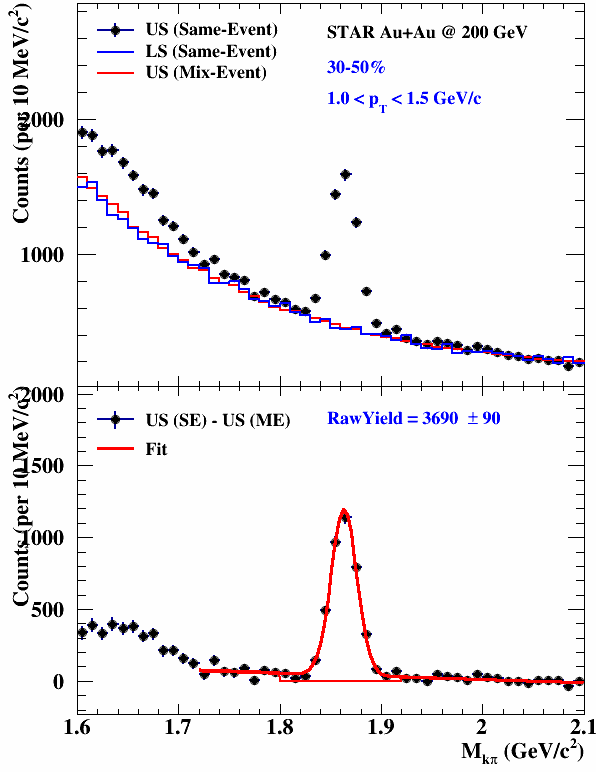 US (Same-Event)
LS (Same-Event)
US (Mix-Event)
STAR Au+Au @ 200 GeV
30-50%
1.0 < pT < 1.5 GeV/c
Counts (per 10 MeV/c²)
2000
1000
US (SE) - US (ME)
Fit
RawYield = 3690 ± 90
Counts (per 10 MeV/c²)
2000
1500
1000
500
0
1.6 1.7 1.8 1.9 2 2.1
Mkπ (GeV/c²)